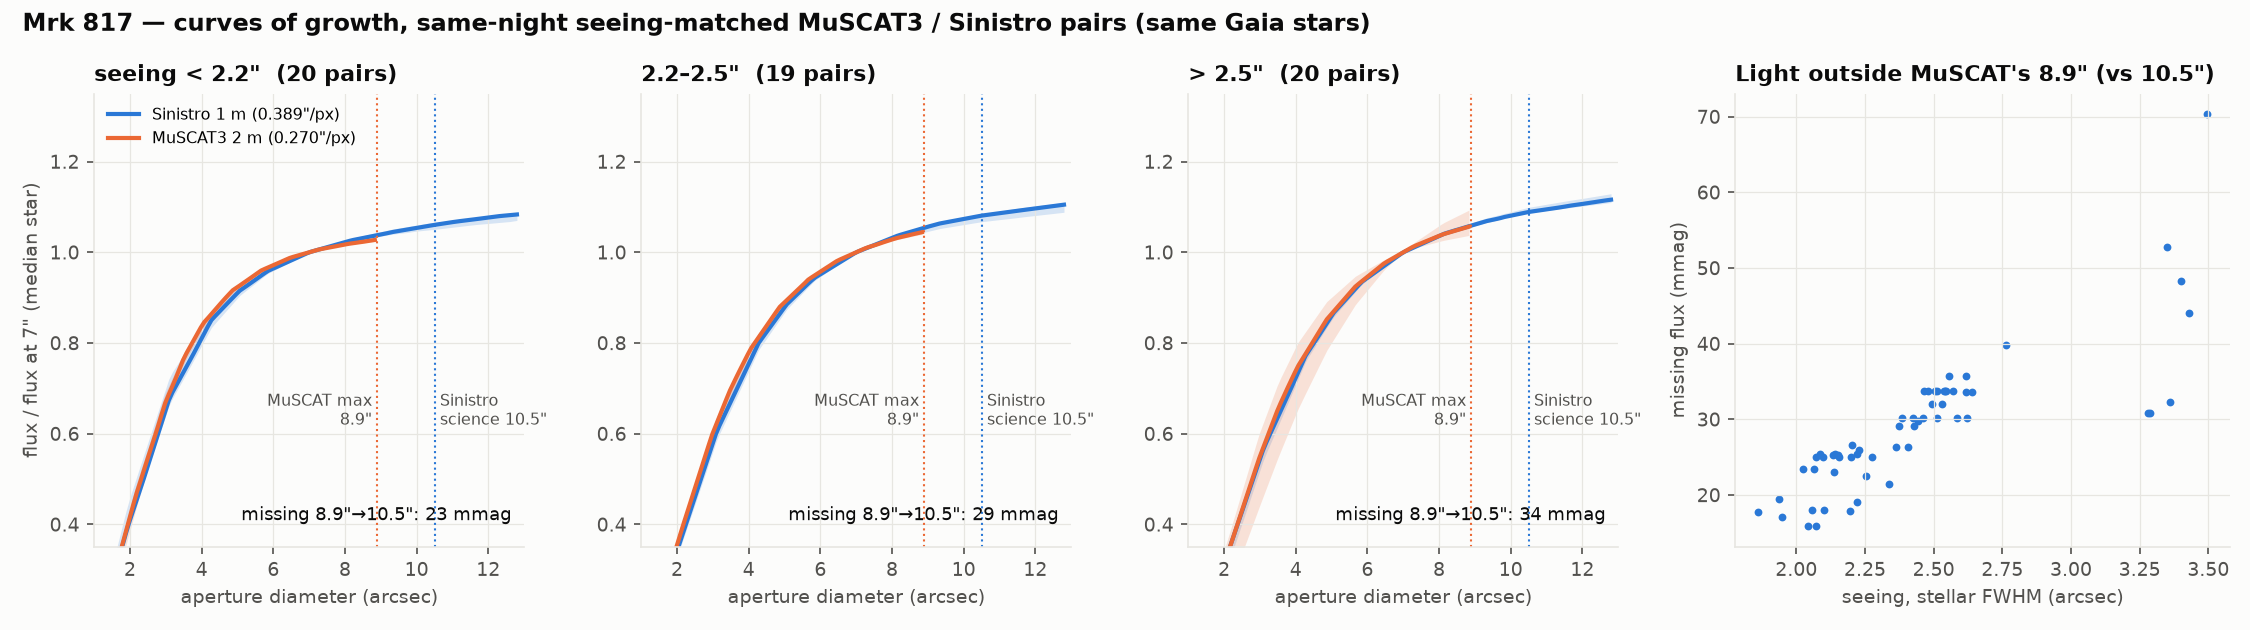 Mrk 817 — curves of growth, same-night seeing-matched MuSCAT3 / Sinistro pairs (same Gaia stars)
seeing < 2.2" (20 pairs)
flux / flux at 7" (median star)
1.2
1.0
0.8
0.6
0.4
Sinistro 1 m (0.389"/px)
MuSCAT3 2 m (0.270"/px)
MuSCAT max
8.9"
Sinistro
science 10.5"
missing 8.9"→10.5": 23 mmag
2 4 6 8 10 12
aperture diameter (arcsec)
2.2–2.5" (19 pairs)
1.2
1.0
0.8
0.6
0.4
MuSCAT max
8.9"
Sinistro
science 10.5"
missing 8.9"→10.5": 29 mmag
2 4 6 8 10 12
aperture diameter (arcsec)
> 2.5" (20 pairs)
1.2
1.0
0.8
0.6
0.4
MuSCAT max
8.9"
Sinistro
science 10.5"
missing 8.9"→10.5": 34 mmag
2 4 6 8 10 12
aperture diameter (arcsec)
Light outside MuSCAT's 8.9" (vs 10.5")
missing flux (mmag)
70
60
50
40
30
20
2.00 2.25 2.50 2.75 3.00 3.25 3.50
seeing, stellar FWHM (arcsec)